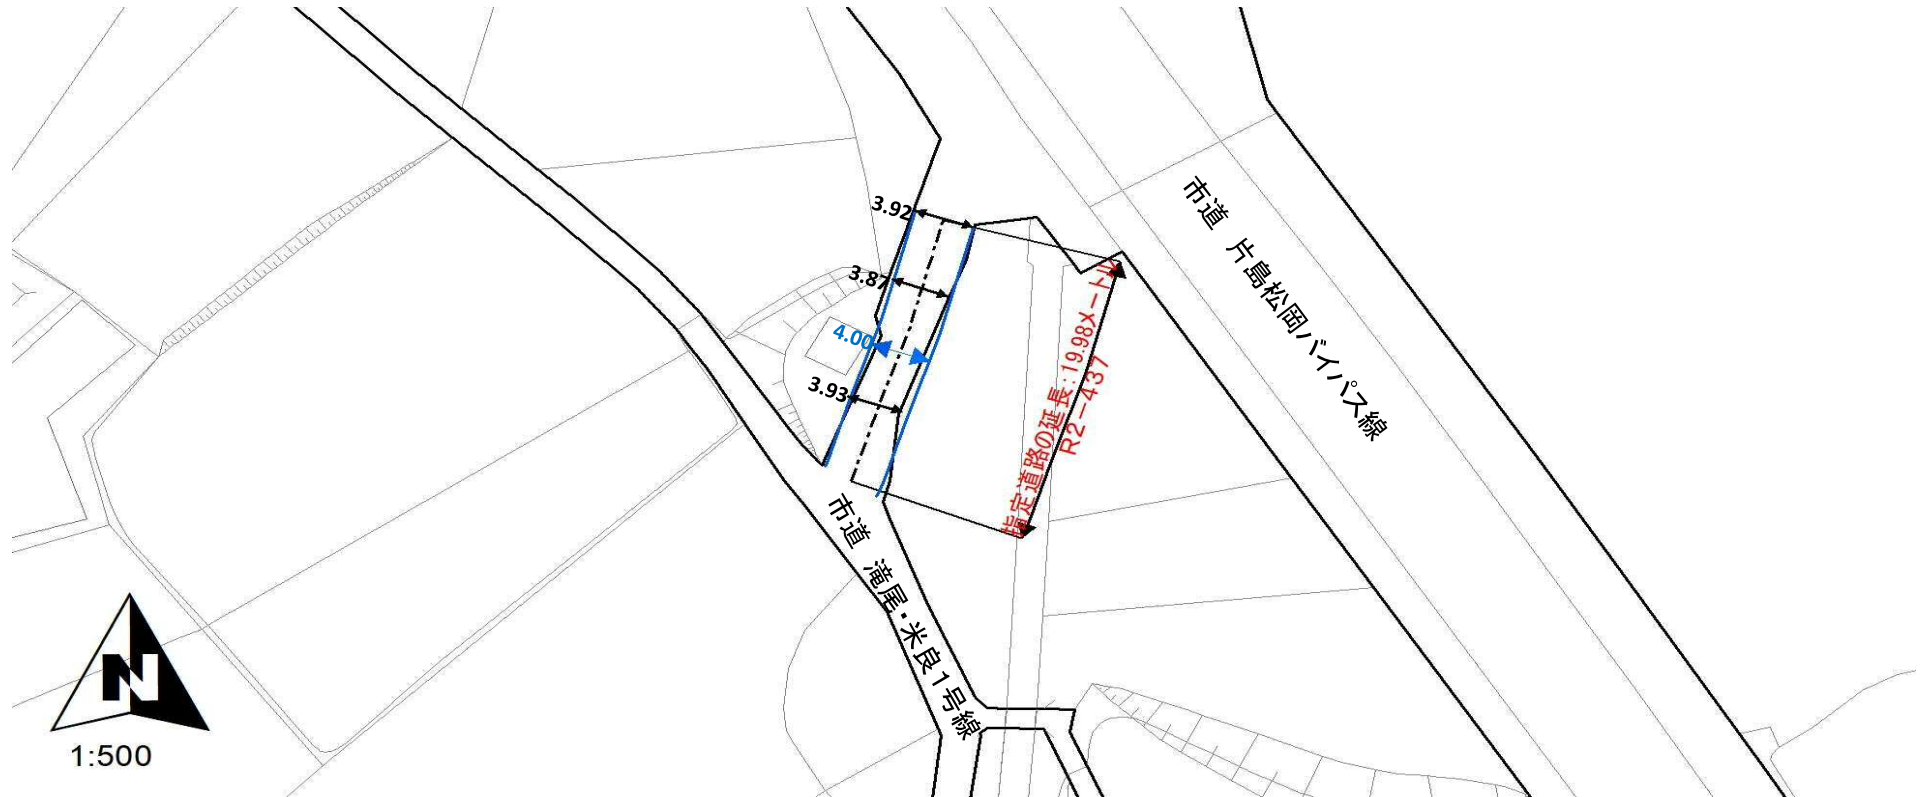 3.92
3.87
4.00
3.93
市道 片島松岡バイパス線
指定道路の延長:19.98メートル
R2-437
市道 滝尾・米良1号線
N
1:500